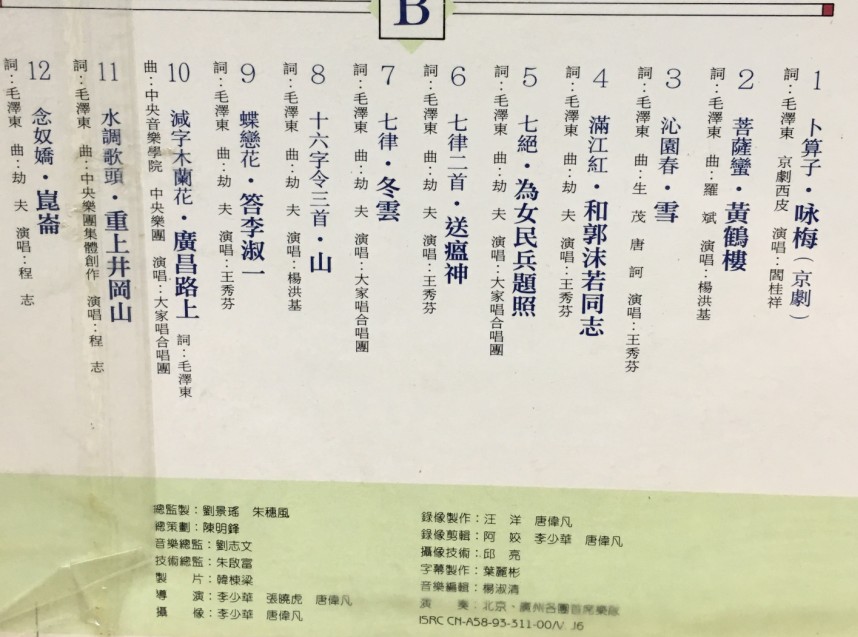 B
1 卜算子·咏梅（京劇）
詞：毛澤東 京劇西皮 演唱：閻桂祥
2 菩薩蠻·黃鶴樓
詞：毛澤東 曲：羅 斌 演唱：楊洪基
3 沁園春·雪
詞：毛澤東 曲：生 茂 唐 訶 演唱：王秀芬
4 滿江紅·和郭沫若同志
詞：毛澤東 曲：劫 夫 演唱：王秀芬
5 七絕·為女民兵題照
詞：毛澤東 曲：劫 夫 演唱：大家唱合唱團
6 七律二首·送瘟神
詞：毛澤東 曲：劫 夫 演唱：王秀芬
7 七律·冬雲
詞：毛澤東 曲：劫 夫 演唱：大家唱合唱團
8 十六字令三首·山
詞：毛澤東 曲：劫 夫 演唱：楊洪基
9 蝶戀花·答李淑一
詞：毛澤東 曲：劫 夫 演唱：王秀芬
10 減字木蘭花·廣昌路上 詞：毛澤東
曲：中央音樂學院 中央樂團 演唱：大家唱合唱團
11 水調歌頭·重上井岡山
詞：毛澤東 曲：中央樂團集體創作 演唱：程 志
12 念奴嬌·崑崙
詞：毛澤東 曲：劫 夫 演唱：程 志
總監製：劉景瑤 朱穗風
總策劃：陳明鋒
音樂總監：劉志文
技術總監：朱啟富
製 片：韓棟梁
導 演：李少華 張曉虎 唐偉凡
攝 像：李少華 唐偉凡
錄像製作：汪 洋 唐偉凡
錄像剪輯：阿 姣 李少華 唐偉凡
攝像技術：邱 亮
字幕製作：葉麗彬
音樂編輯：楊淑清
演 奏：北京、廣州各團首席樂隊
ISRC CN-A58-93-311-00/V J6